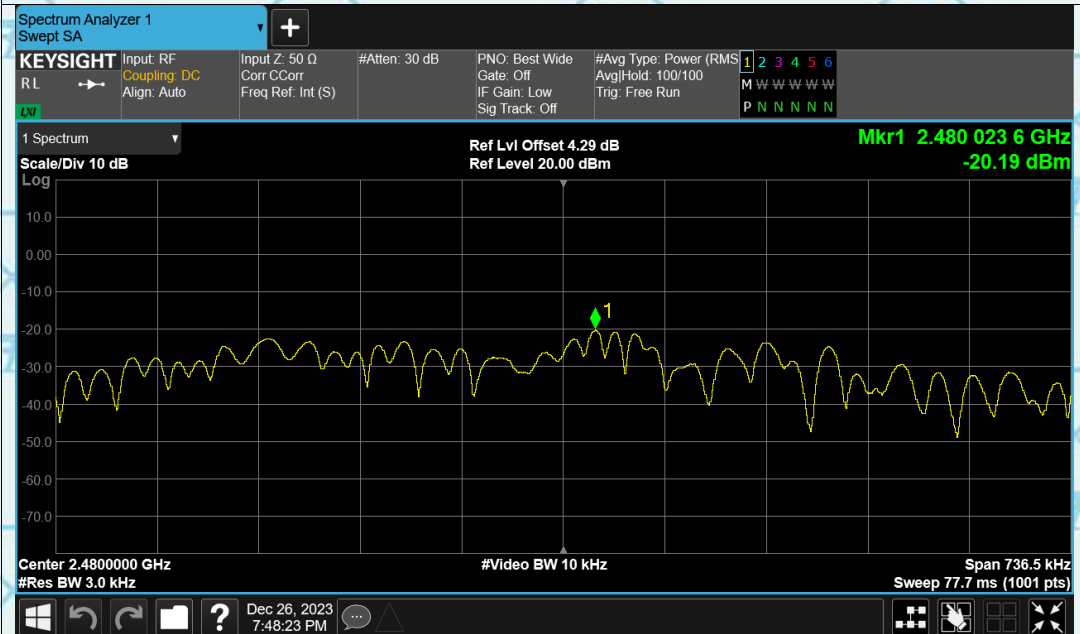 Spectrum Analyzer 1
Swept SA
+
KEYSIGHT
RL
LXI
Input: RF
Coupling: DC
Align: Auto
Input Z: 50 Ω
Corr CCorr
Freq Ref: Int (S)
#Atten: 30 dB
PNO: Best Wide
Gate: Off
IF Gain: Low
Sig Track: Off
#Avg Type: Power (RMS
Avg|Hold: 100/100
Trig: Free Run
1 2 3 4 5 6
M W W W W W
P N N N N N
1 Spectrum
Scale/Div 10 dB
Ref Lvl Offset 4.29 dB
Ref Level 20.00 dBm
Mkr1 2.480 023 6 GHz
-20.19 dBm
Log
10.0
0.00
-10.0
-20.0
-30.0
-40.0
-50.0
-60.0
-70.0
1
Center 2.4800000 GHz
#Res BW 3.0 kHz
#Video BW 10 kHz
Span 736.5 kHz
Sweep 77.7 ms (1001 pts)
?
Dec 26, 2023
7:48:23 PM